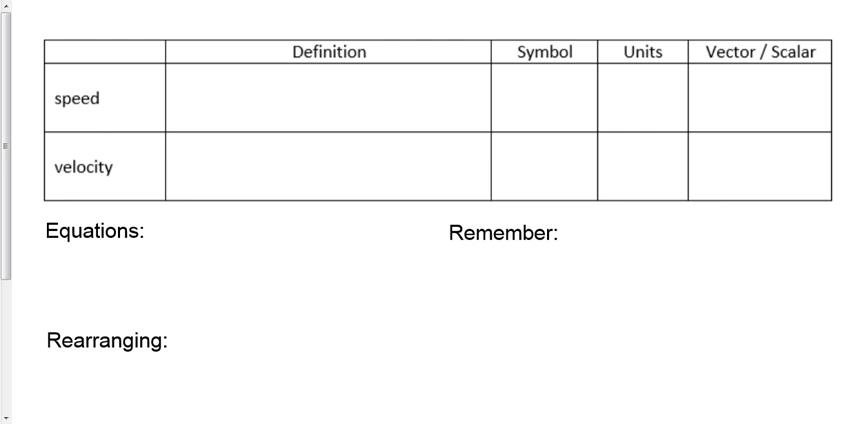 Definition Symbol Units Vector / Scalar
speed
velocity
Equations: Remember:
Rearranging: